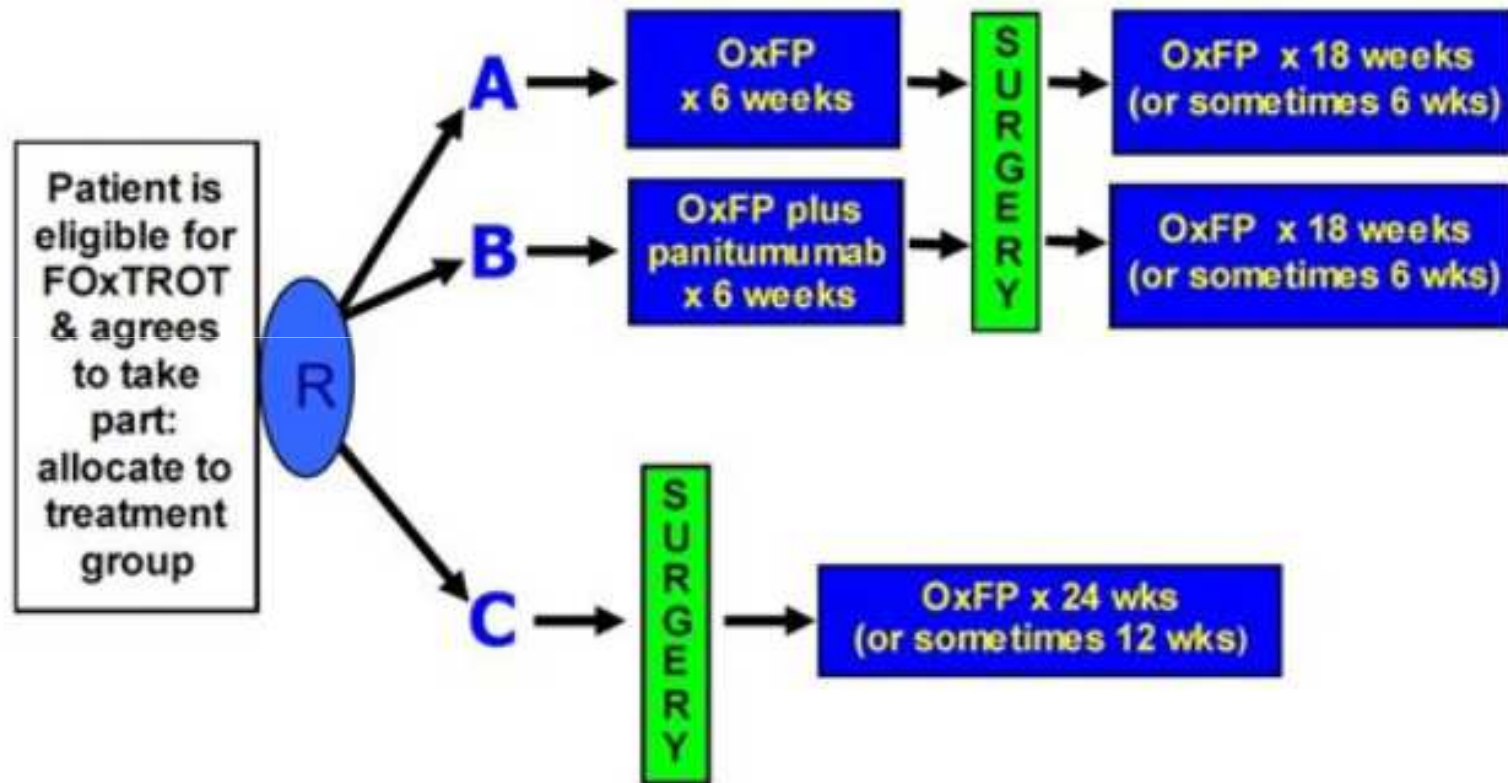 Patient is
eligible for
FOxTROT
& agrees
to take
part:
allocate to
treatment
group
R
A
OxFP
x 6 weeks
SURGERY
OxFP x 18 weeks
(or sometimes 6 wks)
B
OxFP plus
panitumumab
x 6 weeks
OxFP x 18 weeks
(or sometimes 6 wks)
C
SURGERY
OxFP x 24 wks
(or sometimes 12 wks)